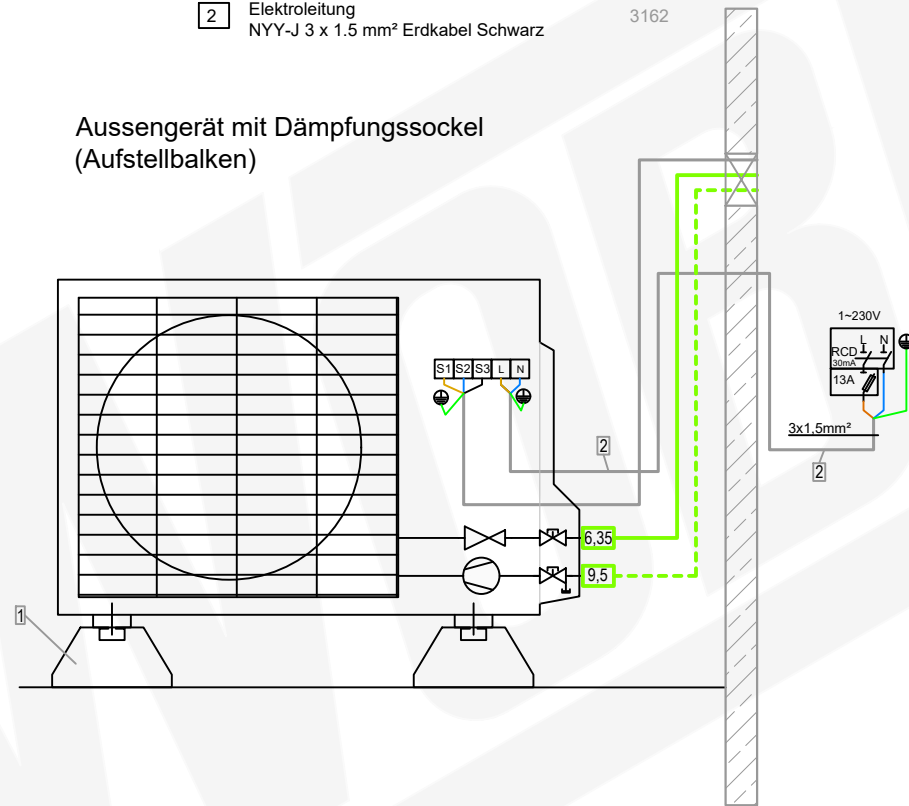 2 Elektroleitung 3162
NYY-J 3 x 1.5 mm² Erdkabel Schwarz
Aussengerät mit Dämpfungssockel
(Aufstellbalken)
1~230V
L N
RCD
30mA
13A
S1 S2 S3 L N
3x1,5mm²
2
2
6,35
9,5
1